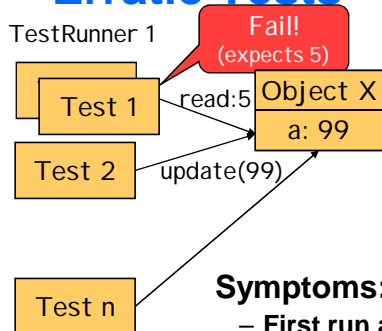 Erratic Tests
TestRunner 1
Fail!
(expects 5)
Test 1
read:5
Object X
a: 99
Test 2
update(99)
Test n
Symptoms:
– First run a